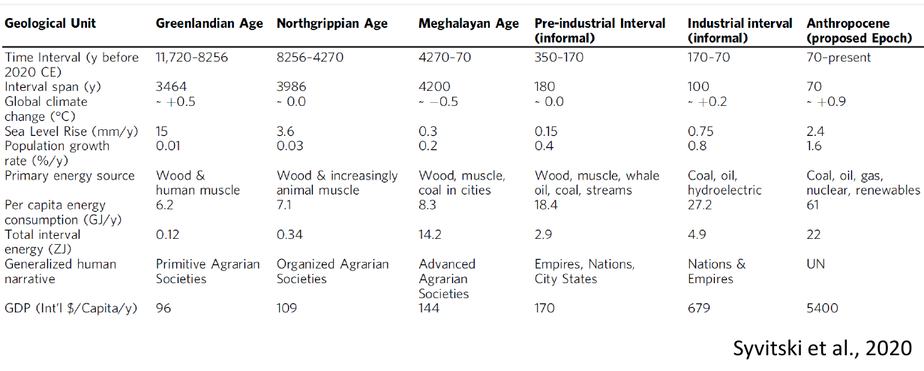 Geological Unit Greenlandian Age Northgrippian Age Meghalayan Age Pre-industrial Interval (informal) Industrial interval (informal) Anthropocene (proposed Epoch)
Time Interval (y before 2020 CE) 11,720–8256 8256–4270 4270–70 350–170 170–70 70–present
Interval span (y) 3464 3986 4200 180 100 70
Global climate change (°C) ~ +0.5 ~ 0.0 ~ −0.5 ~ 0.0 ~ +0.2 ~ +0.9
Sea Level Rise (mm/y) 15 3.6 0.3 0.15 0.75 2.4
Population growth rate (%/y) 0.01 0.03 0.2 0.4 0.8 1.6
Primary energy source Wood & human muscle Wood & increasingly animal muscle Wood, muscle, coal in cities Wood, muscle, whale oil, coal, streams Coal, oil, hydroelectric Coal, oil, gas, nuclear, renewables
Per capita energy consumption (GJ/y) 6.2 7.1 8.3 18.4 27.2 61
Total interval energy (ZJ) 0.12 0.34 14.2 2.9 4.9 22
Generalized human narrative Primitive Agrarian Societies Organized Agrarian Societies Advanced Agrarian Societies Empires, Nations, City States Nations & Empires UN
GDP (Int'l $/Capita/y) 96 109 144 170 679 5400
Syvitski et al., 2020